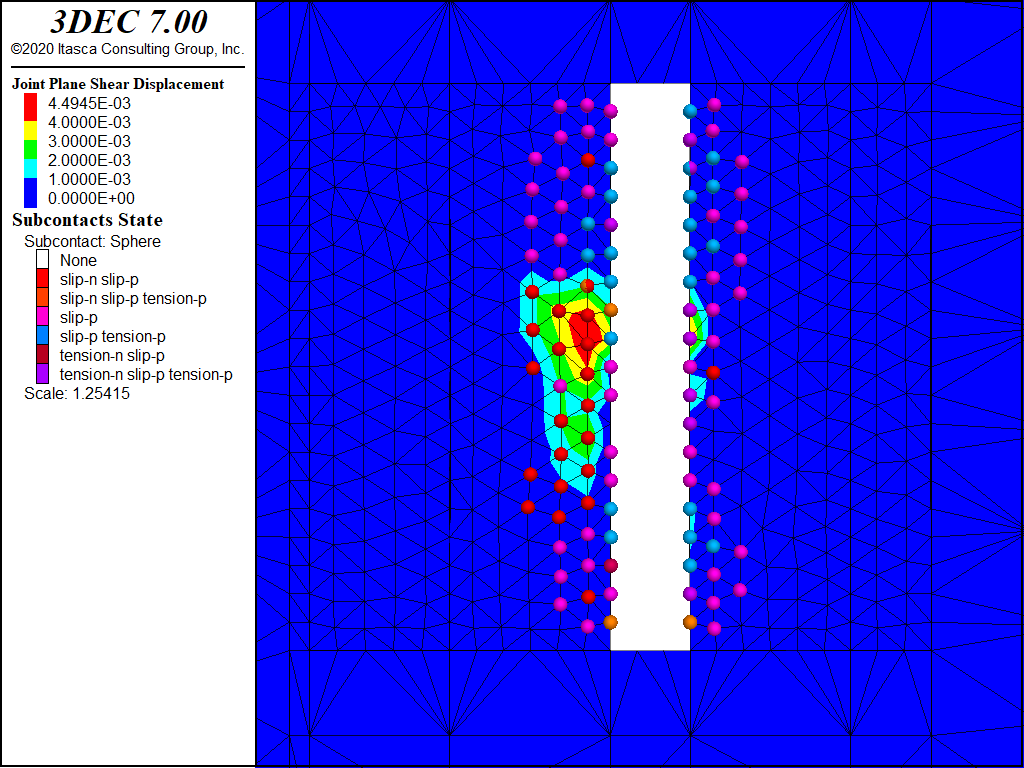 3DEC 7.00
©2020 Itasca Consulting Group, Inc.
Joint Plane Shear Displacement
4.4945E-03
4.0000E-03
3.0000E-03
2.0000E-03
1.0000E-03
0.0000E+00
Subcontacts State
Subcontact: Sphere
None
slip-n slip-p
slip-n slip-p tension-p
slip-p
slip-p tension-p
tension-n slip-p
tension-n slip-p tension-p
Scale: 1.25415